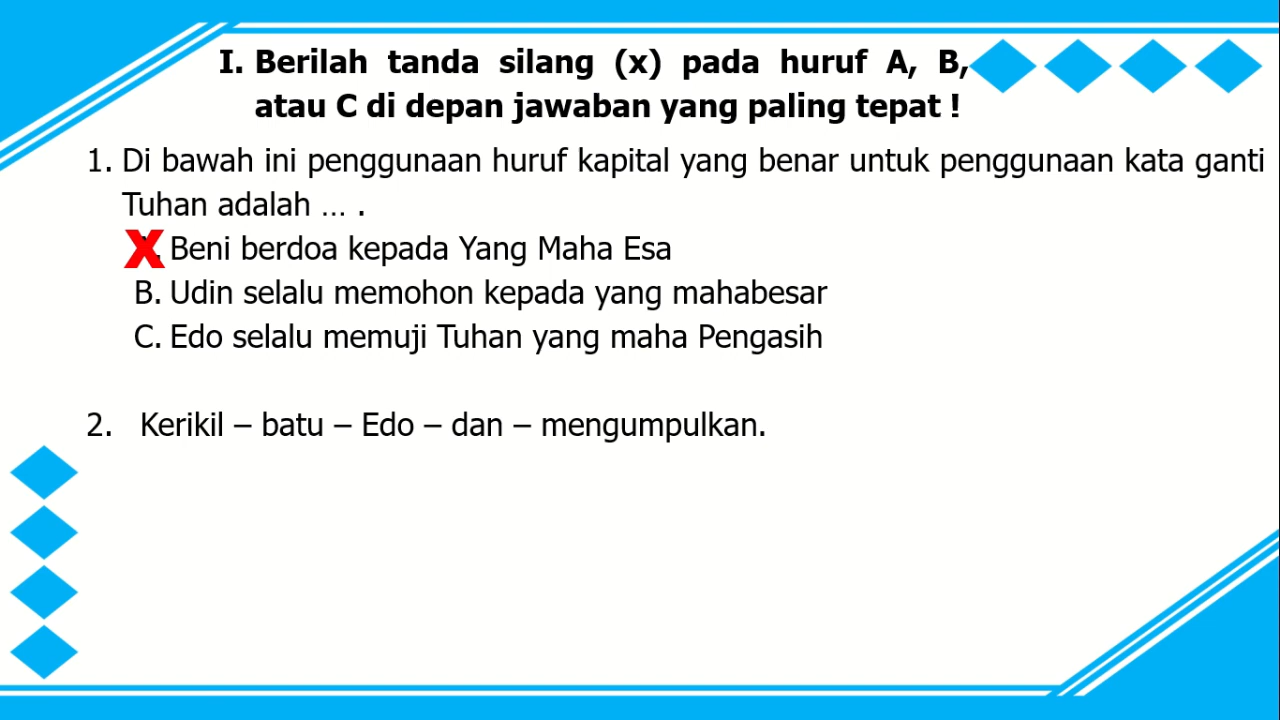 I. Berilah tanda silang (x) pada huruf A, B,
atau C di depan jawaban yang paling tepat !
1. Di bawah ini penggunaan huruf kapital yang benar untuk penggunaan kata ganti
Tuhan adalah ... .
X. Beni berdoa kepada Yang Maha Esa
B. Udin selalu memohon kepada yang mahabesar
C. Edo selalu memuji Tuhan yang maha Pengasih
2. Kerikil – batu – Edo – dan – mengumpulkan.